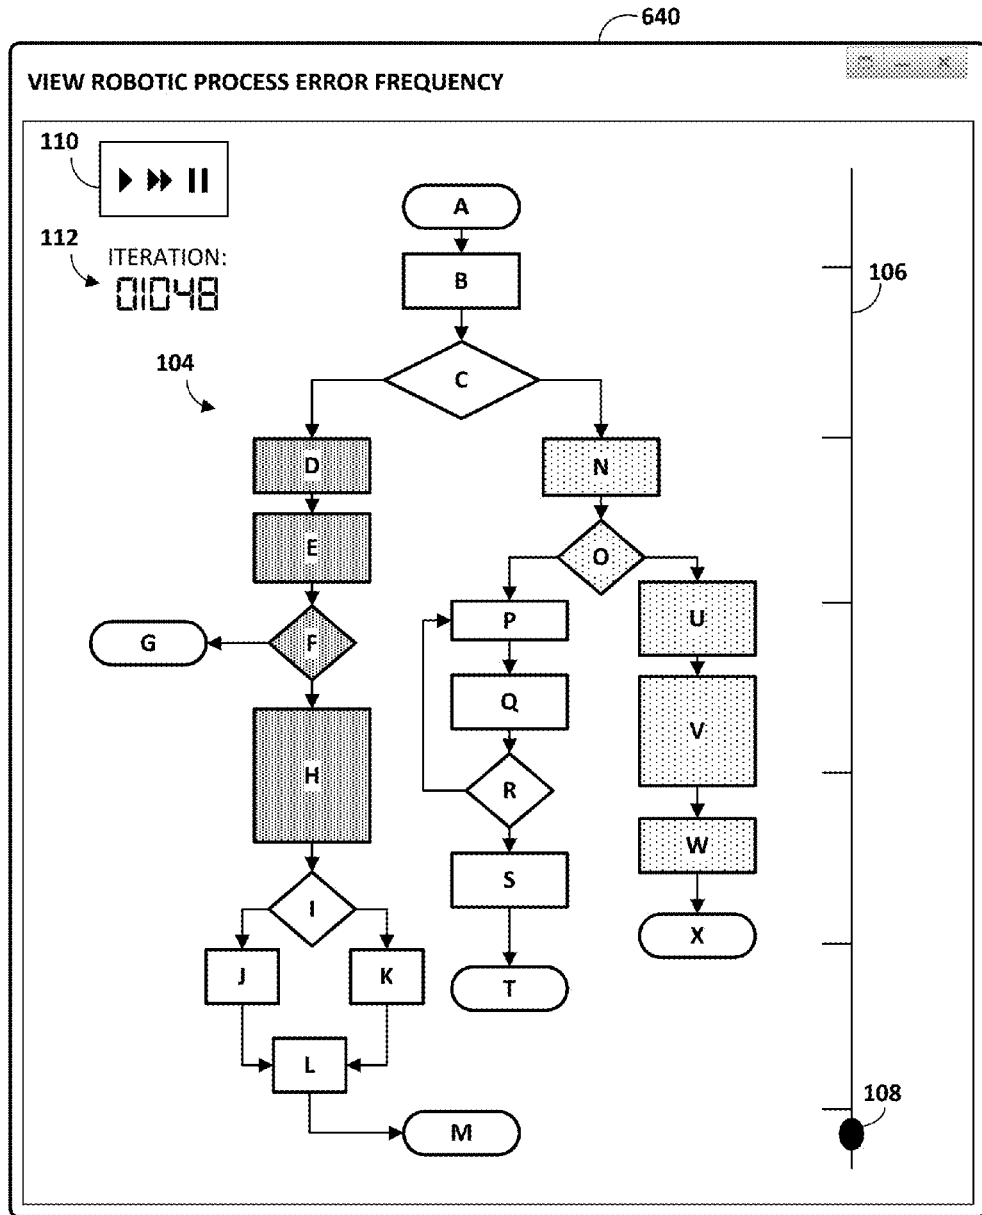 640
VIEW ROBOTIC PROCESS ERROR FREQUENCY
110
A
112
ITERATION:
01048
B
106
104
C
D
N
E
O
P
U
G
F
Q
V
H
R
W
S
I
X
J
K
T
L
108
M